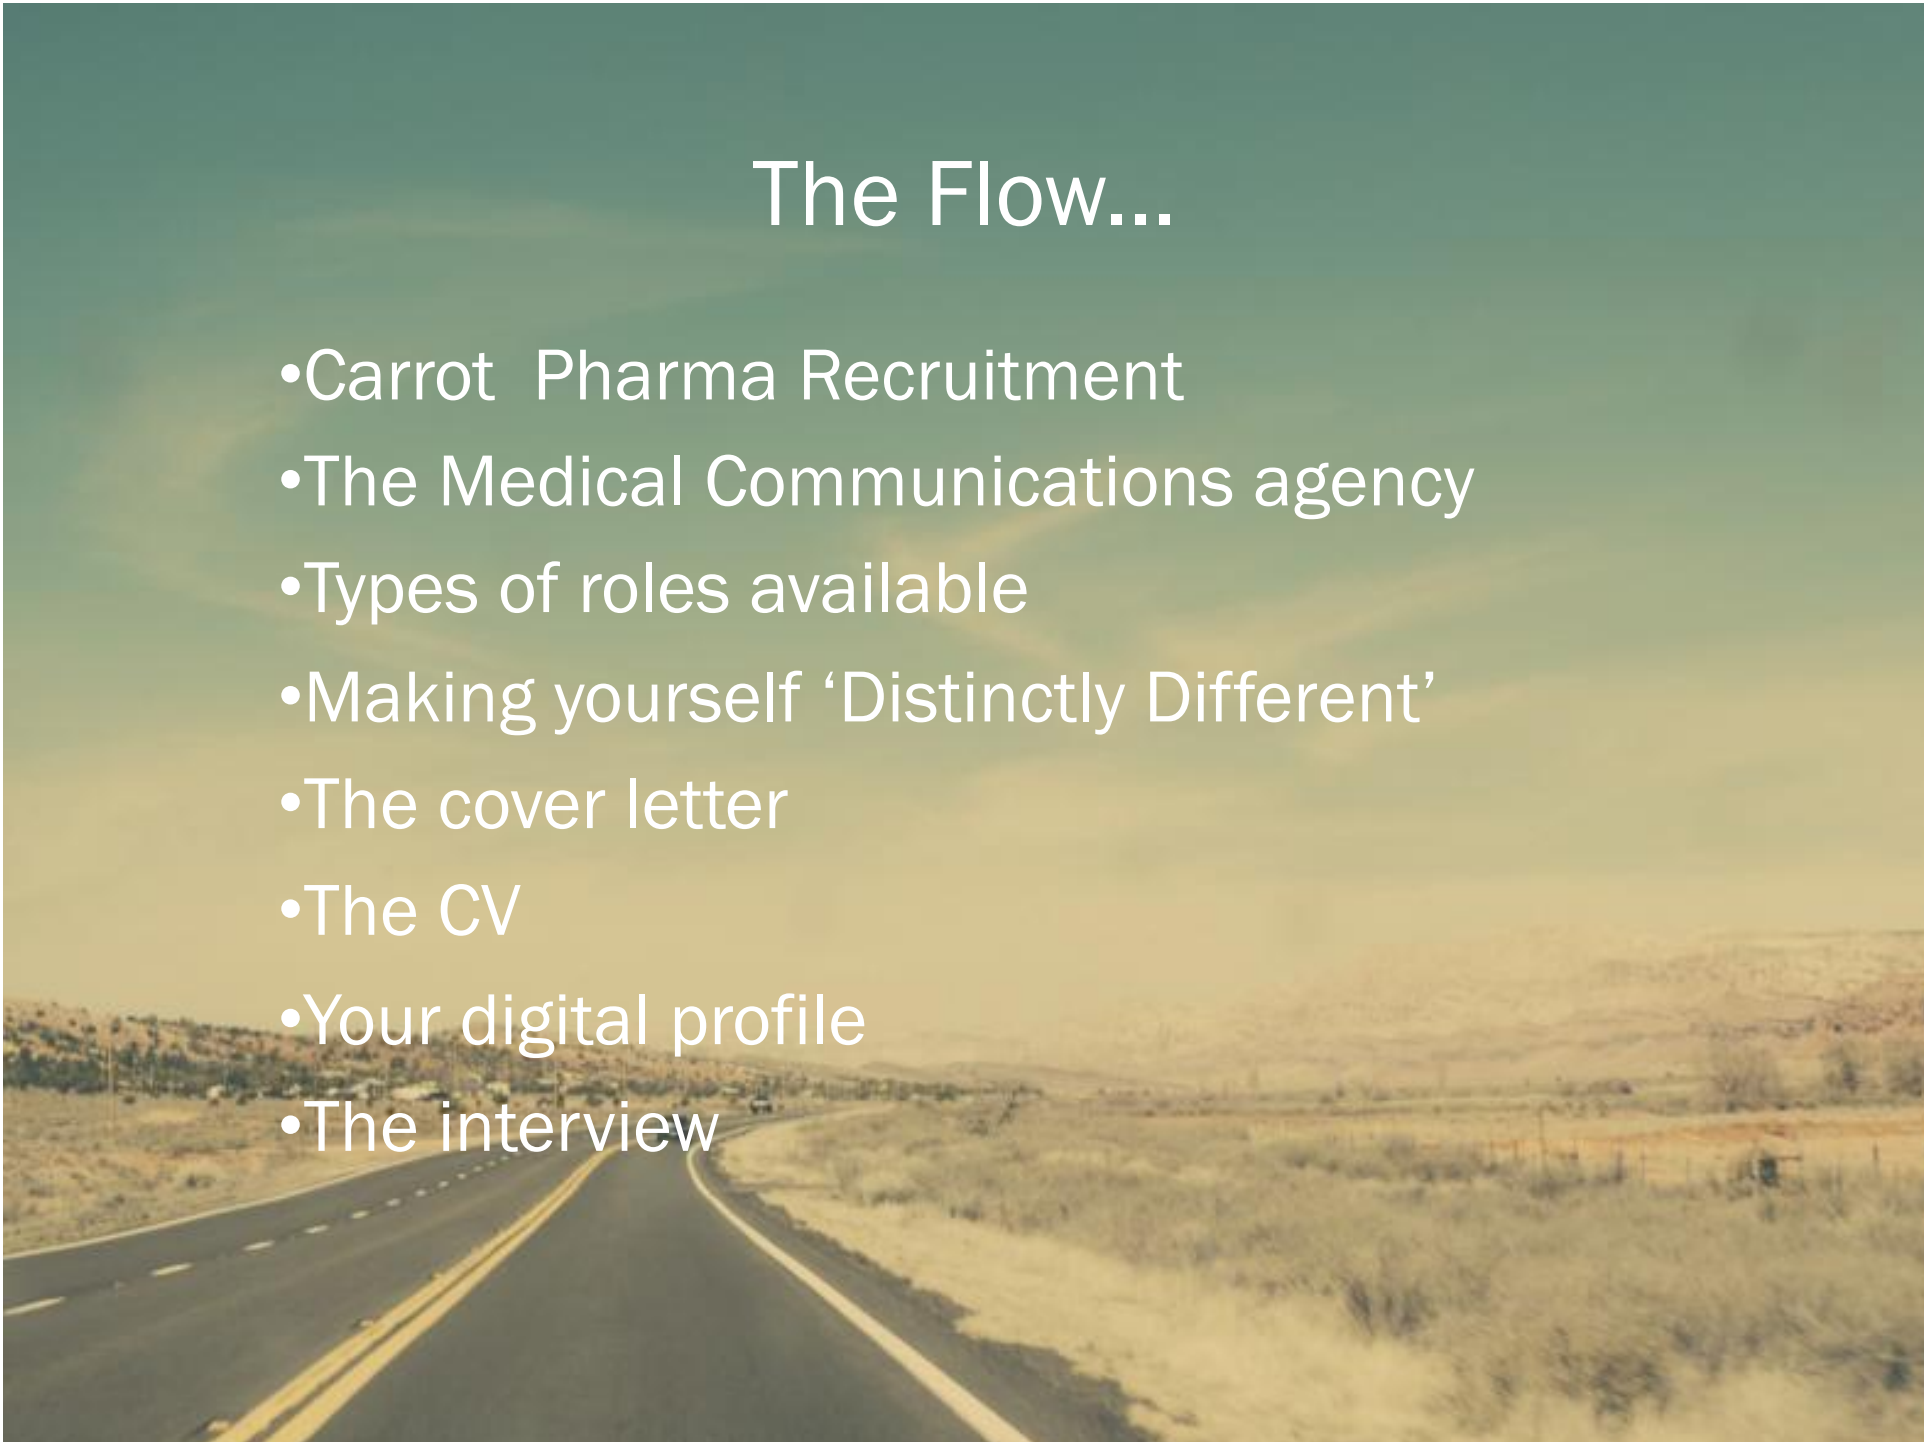 The Flow...
•Carrot  Pharma Recruitment
•The Medical Communications agency
•Types of roles available
•Making yourself ‘Distinctly Different’
•The cover letter
•The CV
•Your digital profile
•The interview